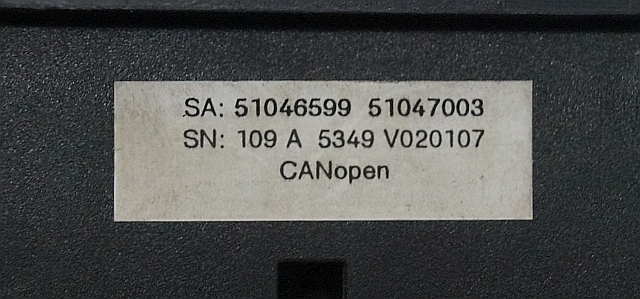 SA: 51046599 51047003
SN: 109 A 5349 V020107
CANopen